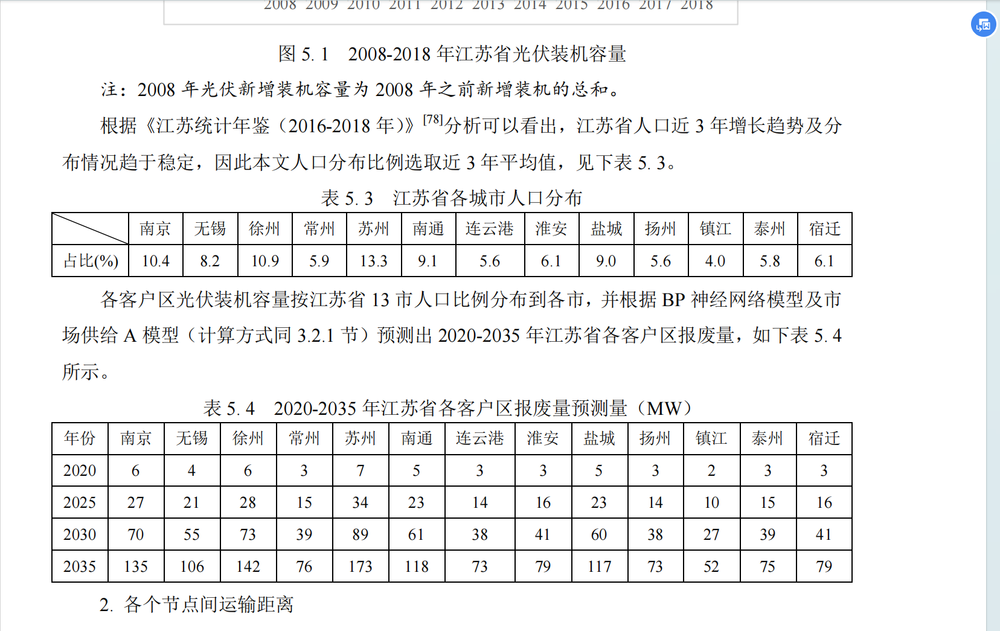 2008 2009 2010 2011 2012 2013 2014 2015 2016 2017 2018
图 5. 1 2008-2018 年江苏省光伏装机容量
注：2008 年光伏新增装机容量为 2008 年之前新增装机的总和。
根据《江苏统计年鉴（2016-2018 年）》[78]分析可以看出，江苏省人口近 3 年增长趋势及分
布情况趋于稳定，因此本文人口分布比例选取近 3 年平均值，见下表 5. 3。
表 5. 3 江苏省各城市人口分布
南京 无锡 徐州 常州 苏州 南通 连云港 淮安 盐城 扬州 镇江 泰州 宿迁
占比(%) 10.4 8.2 10.9 5.9 13.3 9.1 5.6 6.1 9.0 5.6 4.0 5.8 6.1
各客户区光伏装机容量按江苏省 13 市人口比例分布到各市，并根据 BP 神经网络模型及市
场供给 A 模型（计算方式同 3.2.1 节）预测出 2020-2035 年江苏省各客户区报废量，如下表 5. 4
所示。
表 5. 4 2020-2035 年江苏省各客户区报废量预测量（MW）
年份 南京 无锡 徐州 常州 苏州 南通 连云港 淮安 盐城 扬州 镇江 泰州 宿迁
2020 6 4 6 3 7 5 3 3 5 3 2 3 3
2025 27 21 28 15 34 23 14 16 23 14 10 15 16
2030 70 55 73 39 89 61 38 41 60 38 27 39 41
2035 135 106 142 76 173 118 73 79 117 73 52 75 79
2. 各个节点间运输距离